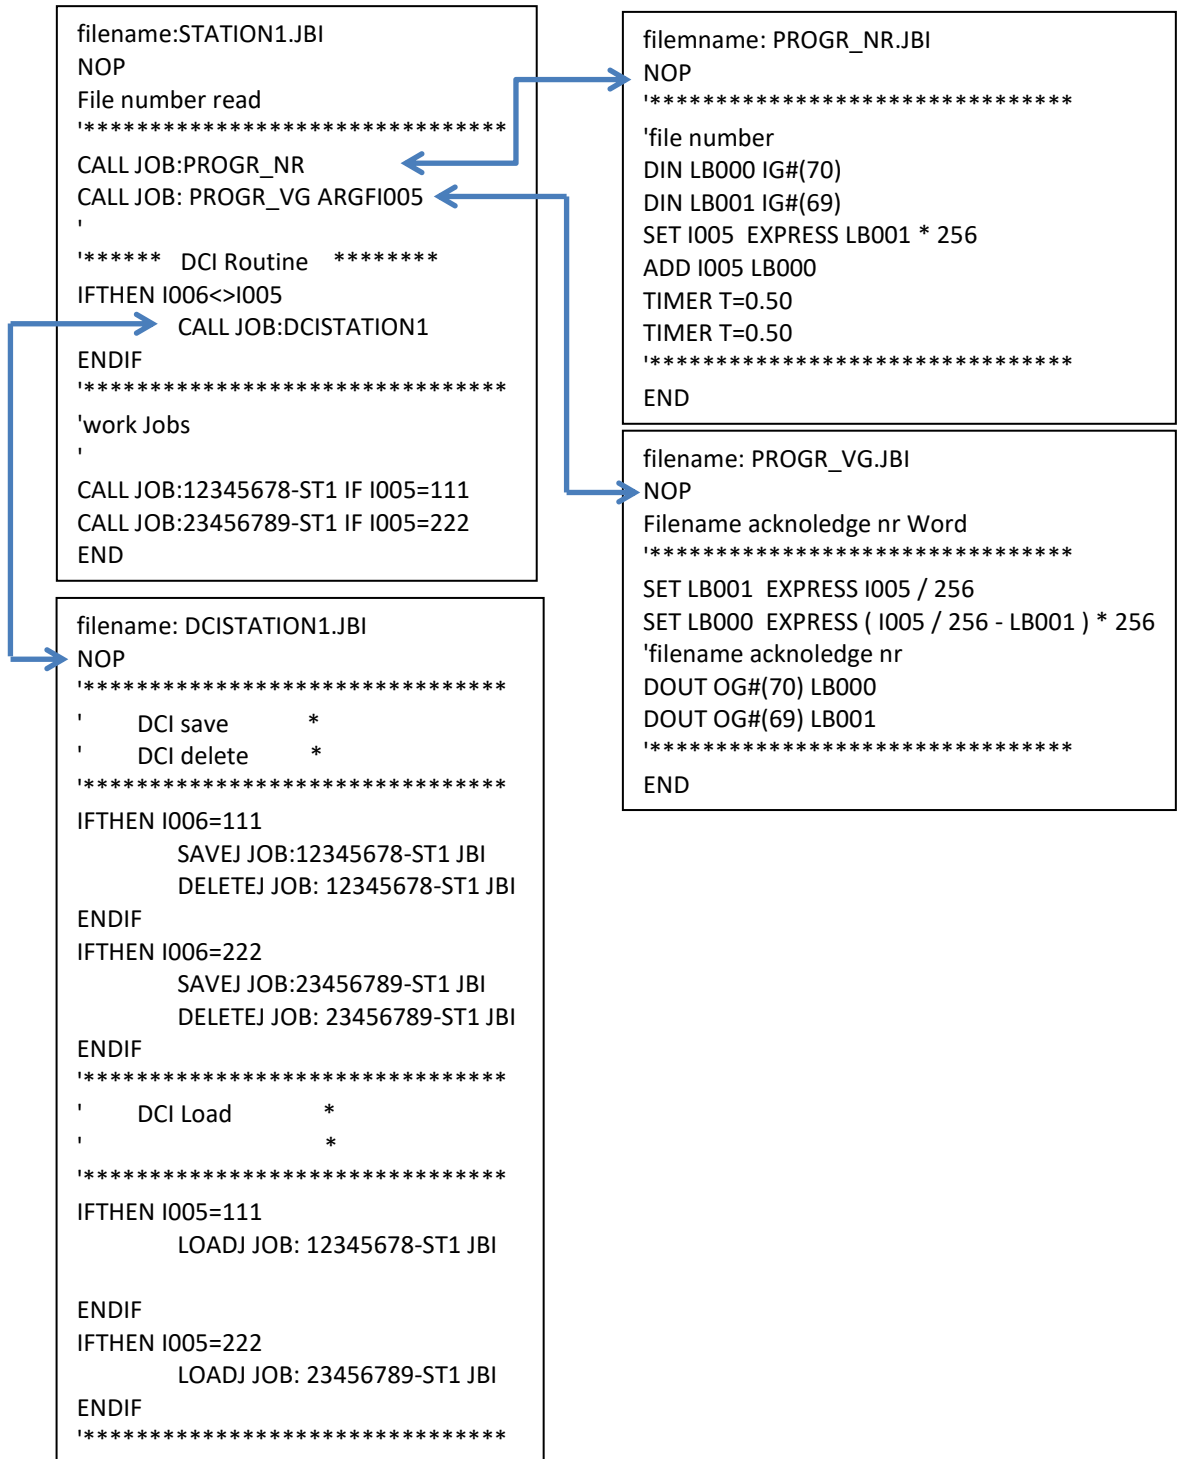 filename:STATION1.JBI
NOP
File number read
'********************************
CALL JOB:PROGR_NR
CALL JOB: PROGR_VG ARGFI005
'
'****** DCI Routine ********
IFTHEN I006<>I005
CALL JOB:DCISTATION1
ENDIF
'********************************
'work Jobs
'
CALL JOB:12345678-ST1 IF I005=111
CALL JOB:23456789-ST1 IF I005=222
END
filename: DCISTATION1.JBI
NOP
'********************************
' DCI save *
' DCI delete *
'********************************
IFTHEN I006=111
SAVEJ JOB:12345678-ST1 JBI
DELETEJ JOB: 12345678-ST1 JBI
ENDIF
IFTHEN I006=222
SAVEJ JOB:23456789-ST1 JBI
DELETEJ JOB: 23456789-ST1 JBI
ENDIF
'********************************
' DCI Load *
' *
'********************************
IFTHEN I005=111
LOADJ JOB: 12345678-ST1 JBI
ENDIF
IFTHEN I005=222
LOADJ JOB: 23456789-ST1 JBI
ENDIF
'********************************
filemname: PROGR_NR.JBI
NOP
'********************************
'file number
DIN LB000 IG#(70)
DIN LB001 IG#(69)
SET I005 EXPRESS LB001 * 256
ADD I005 LB000
TIMER T=0.50
TIMER T=0.50
'********************************
END
filename: PROGR_VG.JBI
NOP
Filename acknoledge nr Word
'********************************
SET LB001 EXPRESS I005 / 256
SET LB000 EXPRESS ( I005 / 256 - LB001 ) * 256
'filename acknoledge nr
DOUT OG#(70) LB000
DOUT OG#(69) LB001
'********************************
END